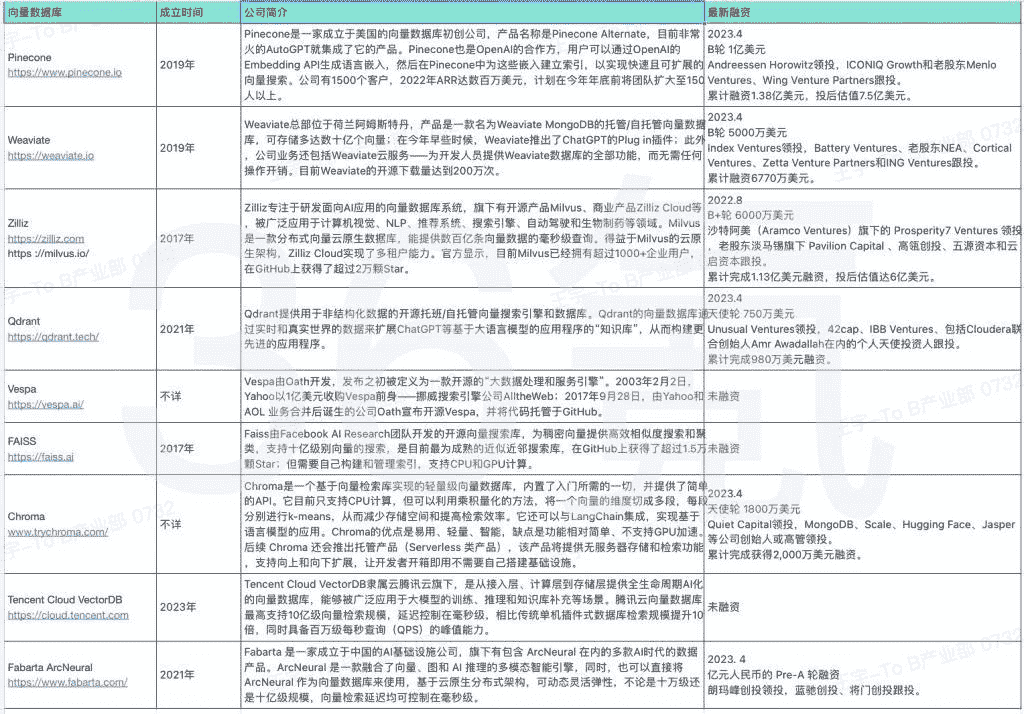 向量数据库 成立时间 公司简介 最新融资
Pinecone
https://www.pinecone.io
2019年
Pinecone是一家成立于美国的向量数据库初创公司，产品名称是Pinecone Alternate，目前非常
火的AutoGPT就集成了它的产品。Pinecone也是OpenAI的合作方，用户可以通过OpenAI的
Embedding API生成语言嵌入，然后在Pinecone中为这些嵌入建立索引，以实现快速且可扩展的
向量搜索。公司有1500个客户，2022年ARR达数百万美元，计划在今年年底前将团队扩大至150
人以上。
2023.4
B轮 1亿美元
Andreessen Horowitz领投，ICONIQ Growth和老股东Menlo
Ventures、Wing Venture Partners跟投。
累计融资1.38亿美元，投后估值7.5亿美元。
Weaviate
https://weaviate.io
2019年
Weaviate总部位于荷兰阿姆斯特丹，产品是一款名为Weaviate MongoDB的托管/自托管向量数据
库，可存储多达数十亿个向量；在今年早些时候，Weaviate推出了ChatGPT的Plug in插件；此外
，公司业务还包括Weaviate云服务——为开发人员提供Weaviate数据库的全部功能，而无需任何
操作开销。目前Weaviate的开源下载量达到200万次。
2023.4
B轮 5000万美元
Index Ventures领投，Battery Ventures、老股东NEA、Cortical
Ventures、Zetta Venture Partners和ING Ventures跟投。
累计融资6770万美元。
Zilliz
https://zilliz.com
https://milvus.io/
2017年
Zilliz专注于研发面向AI应用的向量数据库系统，旗下有开源产品Milvus、商业产品Zilliz Cloud等
，被广泛应用于计算机视觉、NLP、推荐系统、搜索引擎、自动驾驶和生物制药等领域。Milvus
是一款分布式向量云原生数据库，能提供数百亿条向量数据的毫秒级查询。得益于Milvus的云原
生架构，Zilliz Cloud实现了多租户能力。官方显示，目前Milvus已经拥有超过1000+企业用户，
在GitHub上获得了超过2万颗Star。
2022.8
B+轮 6000万美元
沙特阿美（Aramco Ventures）旗下的 Prosperity7 Ventures 领投
，老股东淡马锡旗下 Pavilion Capital 、高瓴创投、五源资本和云
启资本跟投。
累计完成1.13亿美元融资，投后估值达6亿美元。
Qdrant
https://qdrant.tech/
2021年
Qdrant提供用于非结构化数据的开源托班/自托管向量搜索引擎和数据库。Qdrant的向量数据库通
过实时和真实世界的数据来扩展ChatGPT等基于大语言模型的应用程序的“知识库”，从而构建更
先进的应用程序。
2023.4
天使轮 750万美元
Unusual Ventures领投，42cap、IBB Ventures、包括Cloudera联
合创始人Amr Awadallah在内的个人天使投资人跟投。
累计完成980万美元融资。
Vespa
https://vespa.ai/
不详
Vespa由Oath开发，发布之初被定义为一款开源的“大数据处理和服务引擎”。2003年2月2日，
Yahoo以1亿美元收购Vespa前身——挪威搜索引擎公司AlltheWeb；2017年9月28日，由Yahoo和
AOL 业务合并后诞生的公司Oath宣布开源Vespa，并将代码托管于GitHub。
未融资
FAISS
https://faiss.ai
2017年
Faiss由Facebook AI Research团队开发的开源向量搜索库，为稠密向量提供高效相似度搜索和聚
类，支持十亿级别向量的搜索，是目前最为成熟的近似近邻搜索库，在GitHub上获得了超过1.5万
颗Star；但需要自己构建和管理索引，支持CPU和GPU计算。
未融资
Chroma
www.trychroma.com/
不详
Chroma是一个基于向量检索库实现的轻量级向量数据库，内置了入门所需的一切，并提供了简单
的API。它目前只支持CPU计算，但可以利用乘积量化的方法，将一个向量的维度切成多段，每段
分别进行k-means，从而减少存储空间和提高检索效率。它还可以与LangChain集成，实现基于
语言模型的应用。Chroma的优点是易用、轻量、智能，缺点是功能相对简单、不支持GPU加速。
后续 Chroma 还会推出托管产品（Serverless 类产品），该产品将提供无服务器存储和检索功能
，支持向上和向下扩展，让开发者开箱即用不需要自己搭建基础设施。
2023.4
天使轮 1800万美元
Quiet Capital领投，MongoDB、Scale、Hugging Face、Jasper
等公司创始人或高管领投。
累计完成获得2,000万美元融资。
Tencent Cloud VectorDB
https://cloud.tencent.com
2023年
Tencent Cloud VectorDB隶属云腾讯云旗下，是从接入层、计算层到存储层提供全生命周期AI化
的向量数据库，能够被广泛应用于大模型的训练、推理和知识库补充等场景。腾讯云向量数据库
最高支持10亿级向量检索规模，延迟控制在毫秒级，相比传统单机插件式数据库检索规模提升10
倍，同时具备百万级每秒查询（QPS）的峰值能力。
未融资
Fabarta ArcNeural
https://www.fabarta.com/
2021年
Fabarta 是一家成立于中国的AI基础设施公司，旗下有包含 ArcNeural 在内的多款AI时代的数据
产品。ArcNeural 是一款融合了向量、图和 AI 推理的多模态智能引擎，同时，也可以直接将
ArcNeural 作为向量数据库来使用，基于云原生分布式架构，可动态灵活弹性，不论是十万级还
是十亿级规模，向量检索延迟均可控制在毫秒级。
2023. 4
亿元人民币的 Pre-A 轮融资
朗玛峰创投领投，蓝驰创投、将门创投跟投。
36氪